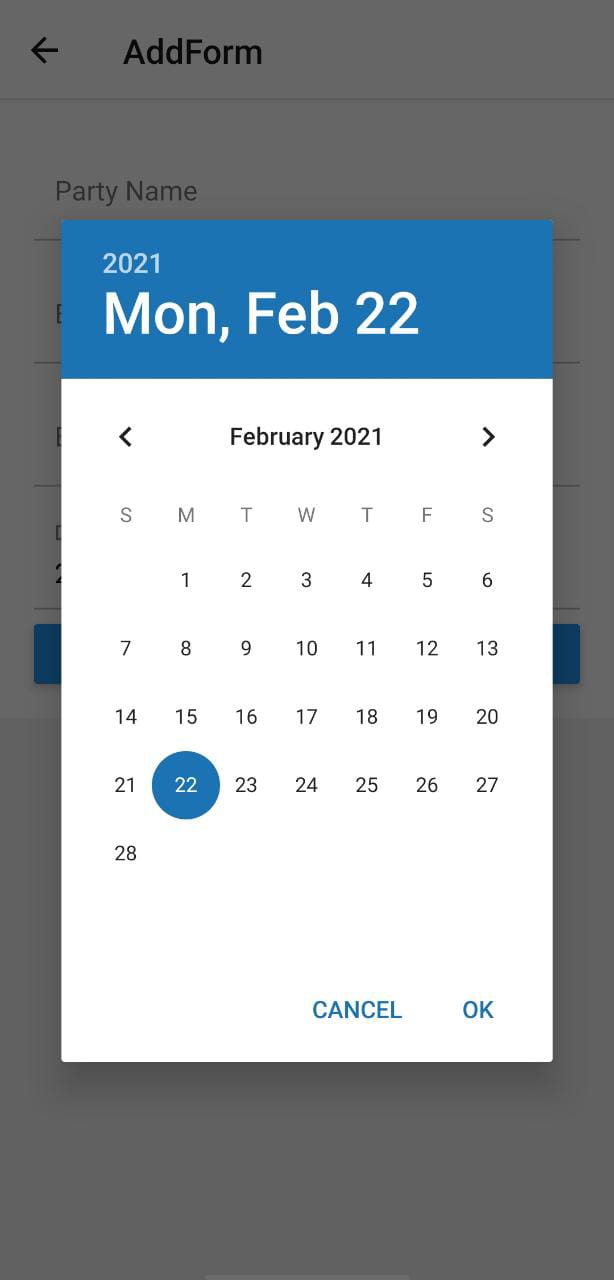 AddForm
Party Name
2021
Mon, Feb 22
February 2021
S M T W T F S
1 2 3 4 5 6
7 8 9 10 11 12 13
14 15 16 17 18 19 20
21 22 23 24 25 26 27
28
CANCEL OK